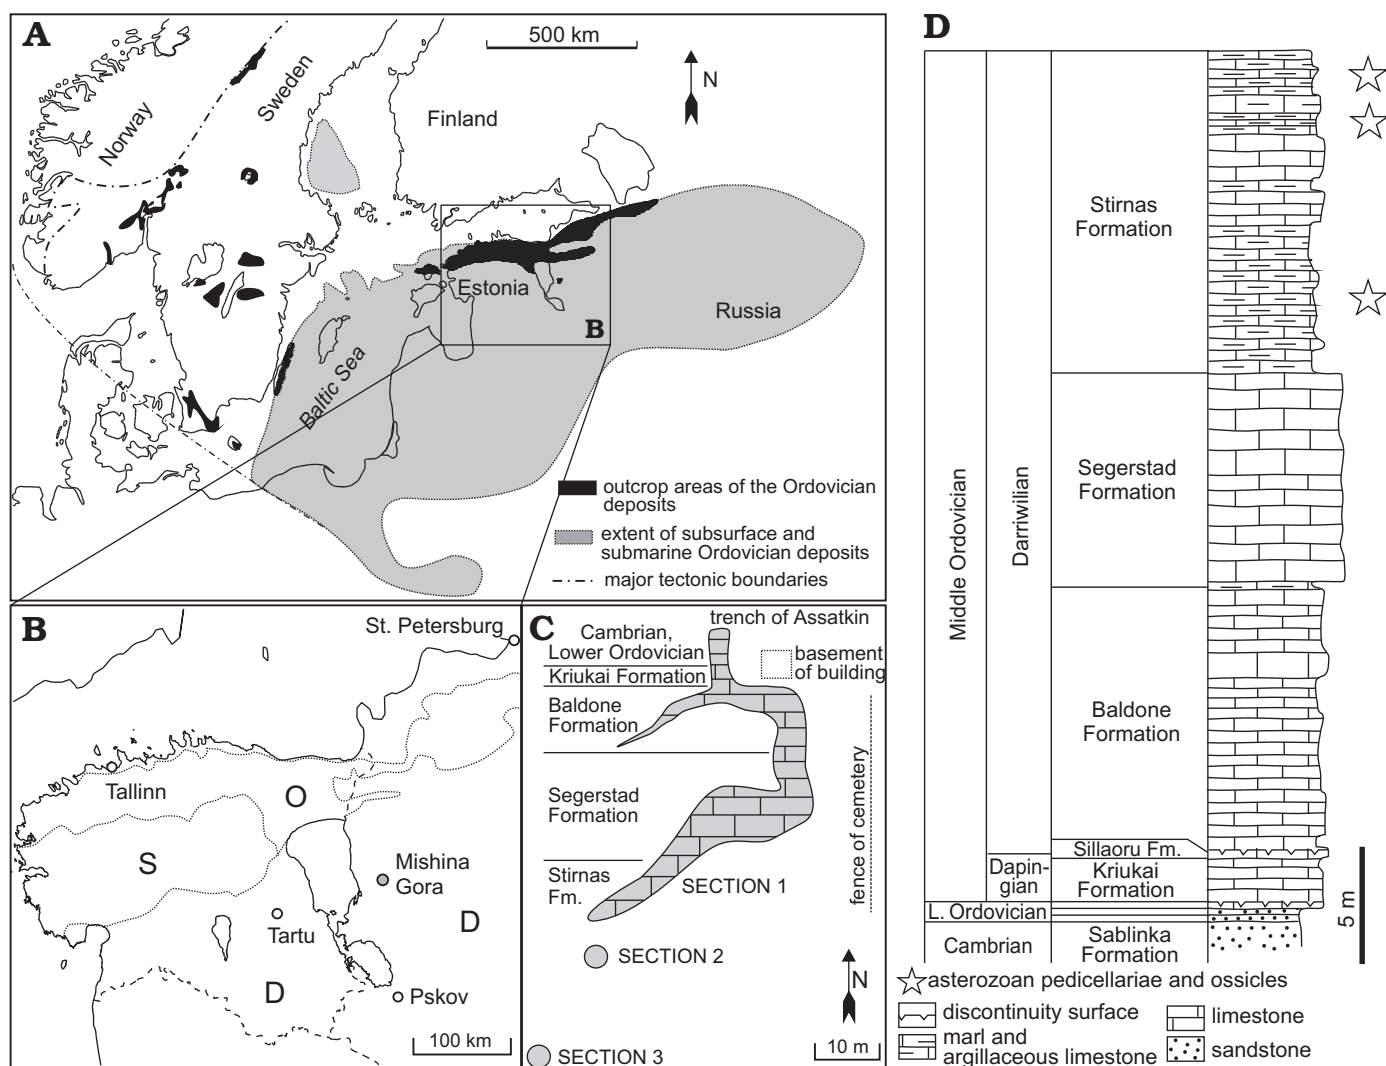 A
500 km
N
Norway
Sweden
Finland
Estonia
Russia
B
Baltic Sea
outcrop areas of the Ordovician
deposits
extent of subsurface and
submarine Ordovician deposits
major tectonic boundaries
B
St. Petersburg
Tallinn
O
S
Mishina
Gora
D
Tartu
D
Pskov
100 km
C
trench of Assatkin
Cambrian,
Lower Ordovician
Kriukai Formation
basement
of building
Baldone
Formation
Segerstad
Formation
fence of cemetery
Stirnas
Fm.
SECTION 1
SECTION 2
N
SECTION 3
10 m
D
Middle Ordovician
Darriwilian
Stirnas
Formation
Segerstad
Formation
Baldone
Formation
Sillaoru Fm.
Dapin-
gian
Kriukai
Formation
L. Ordovician
Cambrian
Sablinka
Formation
5 m
asterozoan pedicellariae and ossicles
discontinuity surface
limestone
marl and
argillaceous limestone
sandstone